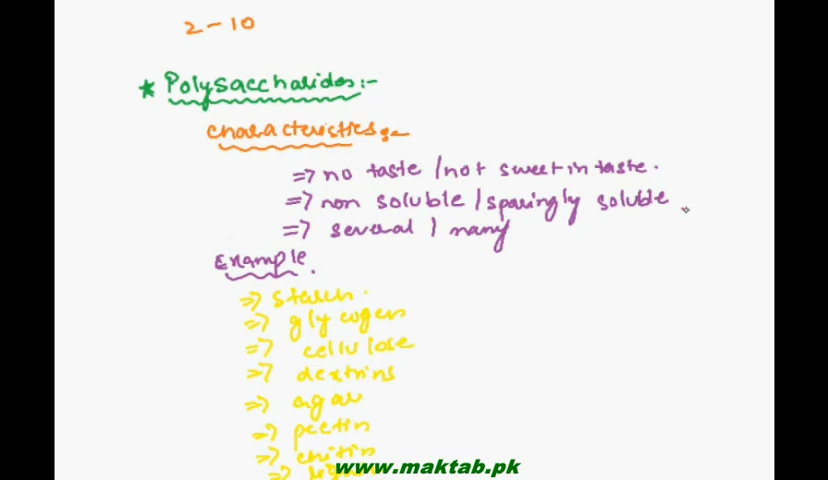 2-10
* Polysaccharides:-
characteristics:-
=> no taste / not sweet in taste.
=> non soluble / sparingly soluble
=> several / many
Example.
=> starch.
=> glycogen
=> cellulose
=> dextrins
=> agar
=> pectin
=> chitin
=>
www.maktab.pk